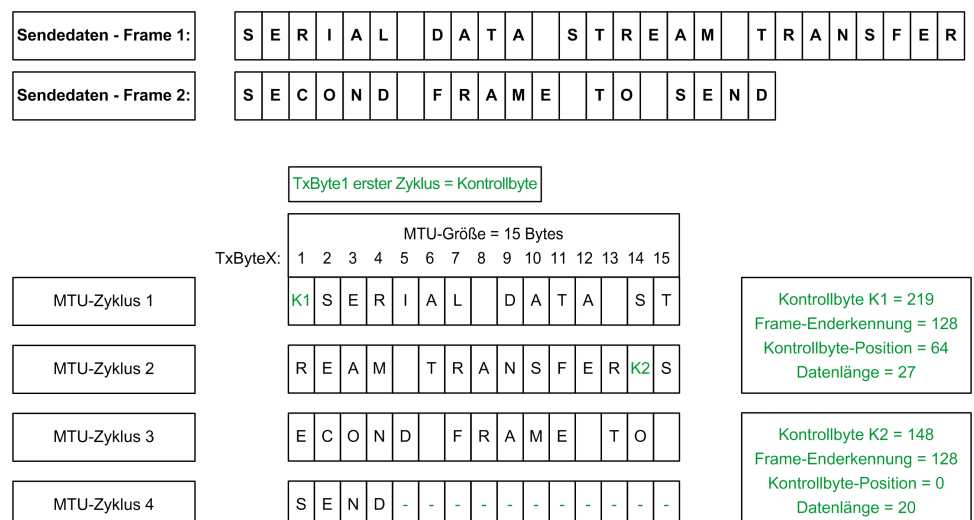 Sendedaten - Frame 1: S E R I A L D A T A S T R E A M T R A N S F E R
Sendedaten - Frame 2: S E C O N D F R A M E T O S E N D
TxByte1 erster Zyklus = Kontrollbyte
MTU-Größe = 15 Bytes
TxByteX: 1 2 3 4 5 6 7 8 9 10 11 12 13 14 15
MTU-Zyklus 1 K1 S E R I A L D A T A S T
Kontrollbyte K1 = 219
Frame-Enderkennung = 128
Kontrollbyte-Position = 64
Datenlänge = 27
MTU-Zyklus 2 R E A M T R A N S F E R K2 S
MTU-Zyklus 3 E C O N D F R A M E T O
Kontrollbyte K2 = 148
Frame-Enderkennung = 128
Kontrollbyte-Position = 0
Datenlänge = 20
MTU-Zyklus 4 S E N D - - - - - - - - - - -